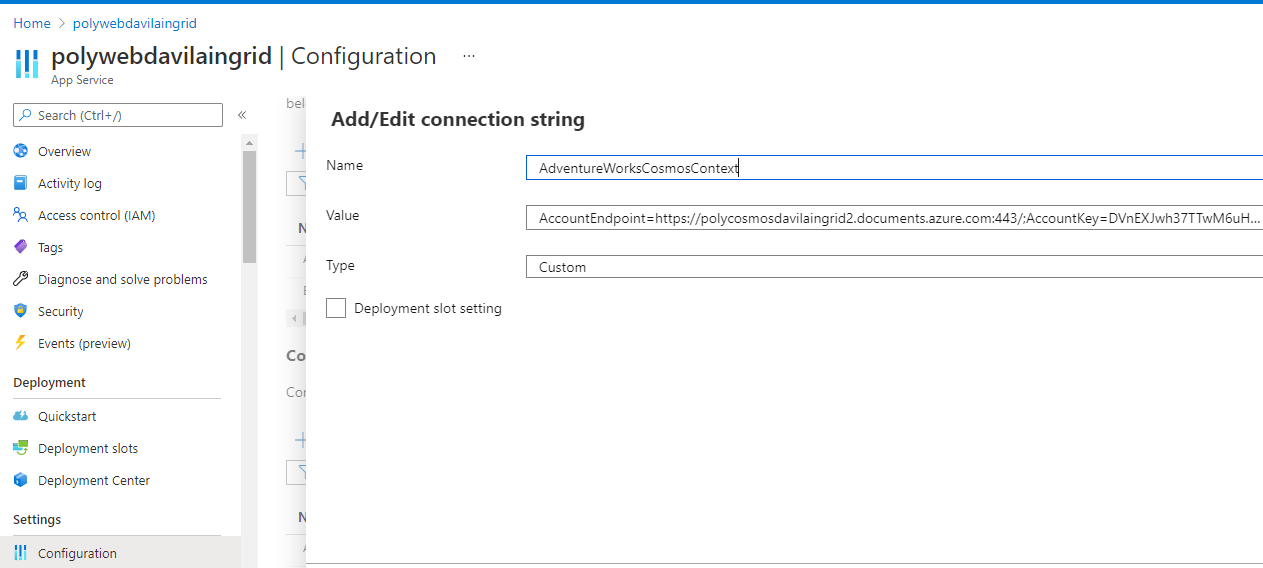 Home > polywebdavilaingrid
polywebdavilaingrid | Configuration ...
App Service
Search (Ctrl+/)
«
Overview
Activity log
Access control (IAM)
Tags
Diagnose and solve problems
Security
Events (preview)
Deployment
Quickstart
Deployment slots
Deployment Center
Settings
Configuration
bel
N
Co
Con
N
Add/Edit connection string
Name
AdventureWorksCosmosContext
Value
AccountEndpoint=https://polycosmosdavilaingrid2.documents.azure.com:443/;AccountKey=DVnEXJwh37TTwM6uH...
Type
Custom
Deployment slot setting